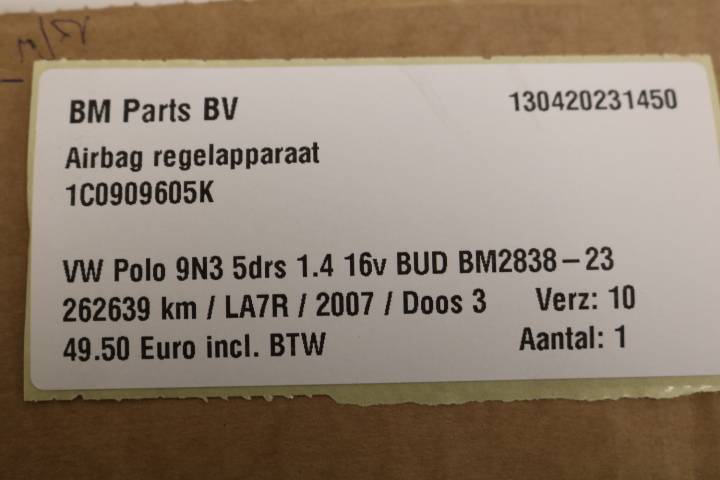 BM Parts BV 130420231450
Airbag regelapparaat
1C0909605K
VW Polo 9N3 5drs 1.4 16v BUD BM2838-23
262639 km / LA7R / 2007 / Doos 3 Verz: 10
49.50 Euro incl. BTW Aantal: 1